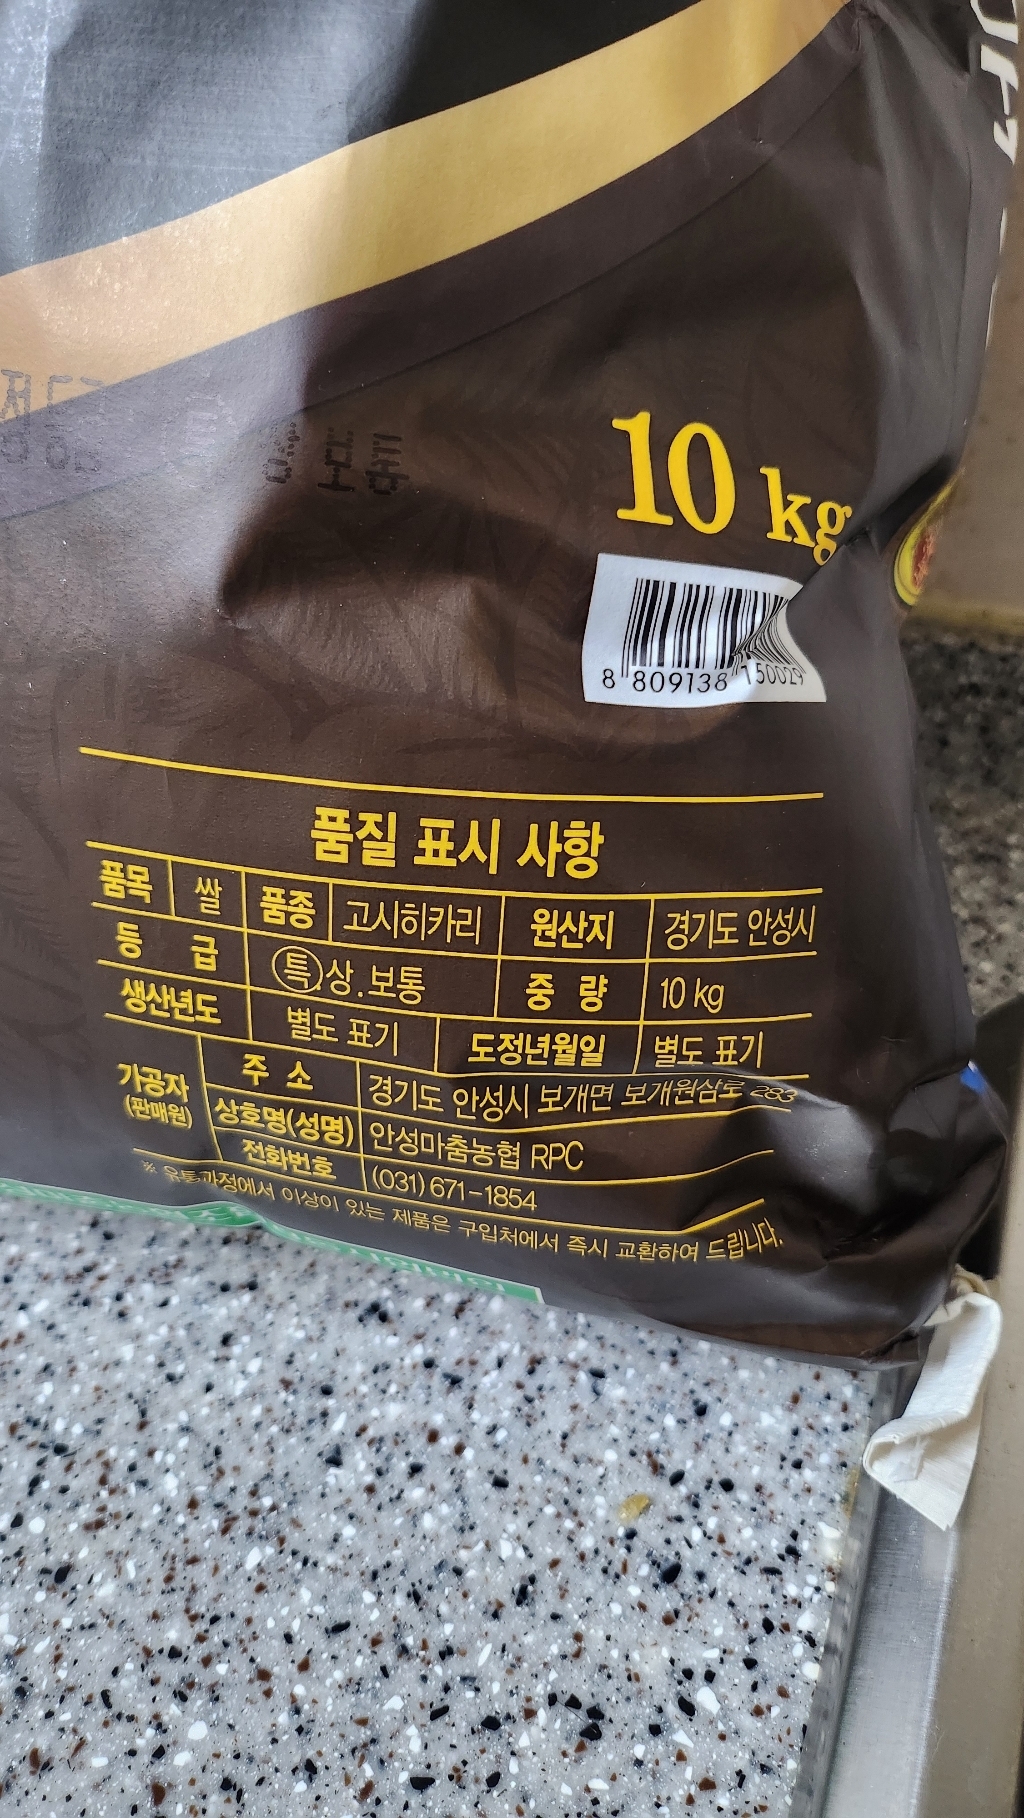 10 kg
8 809138 150029
품질 표시 사항
품목 쌀 품종 고시히카리 원산지 경기도 안성시
등 급 특.상.보통 중 량 10 kg
생산년도 별도 표기 도정년월일 별도 표기
가공자 (판매원) 주 소 경기도 안성시 보개면 보개원삼로 283
상호명(성명) 안성마춤농협 RPC
전화번호 (031) 671-1854
※ 유통과정에서 이상이 있는 제품은 구입처에서 즉시 교환하여 드립니다.